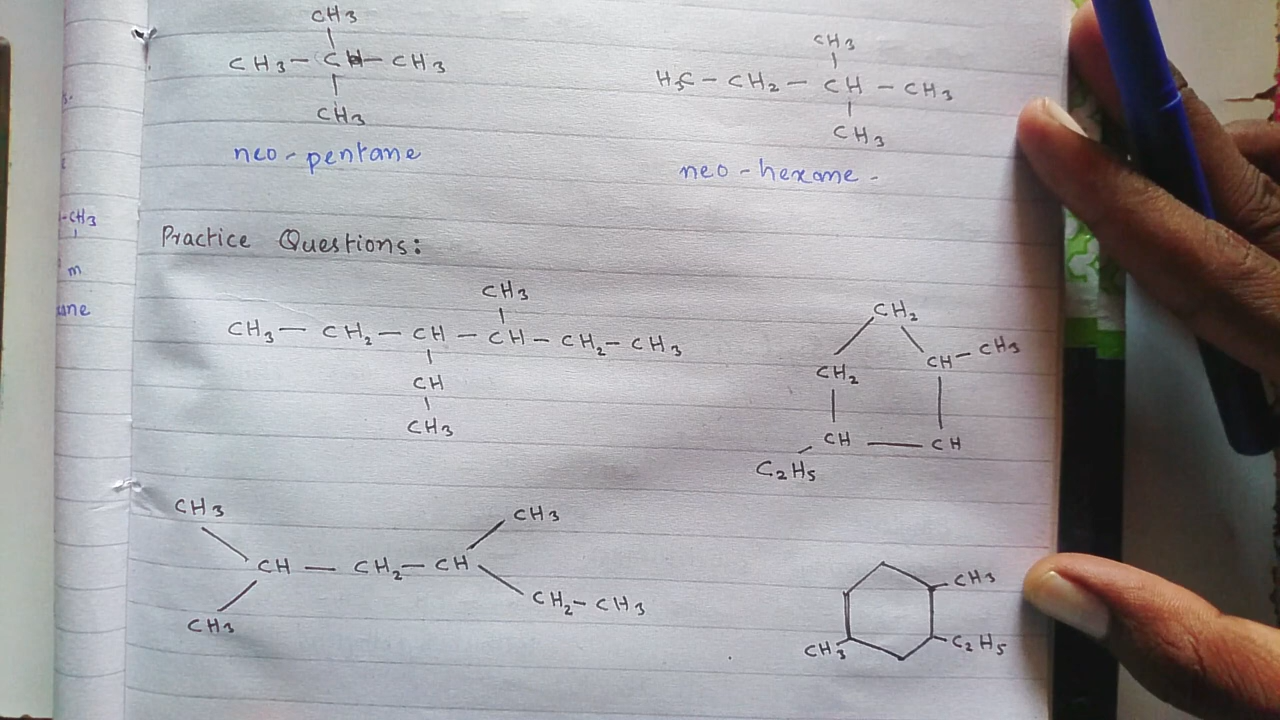 CH3
CH3 - CH - CH3
CH3
neo-pentane
CH3
H3C - CH2 - CH - CH3
CH3
neo-hexane -
-CH3
m
ane
Practice Questions:
CH3
CH3 - CH2 - CH - CH - CH2 - CH3
CH
CH3
CH2
CH2
CH - CH3
CH - CH
C2H5
CH3
CH - CH2 - CH
CH3
CH3
CH2 - CH3
CH3
C2H5
CH3